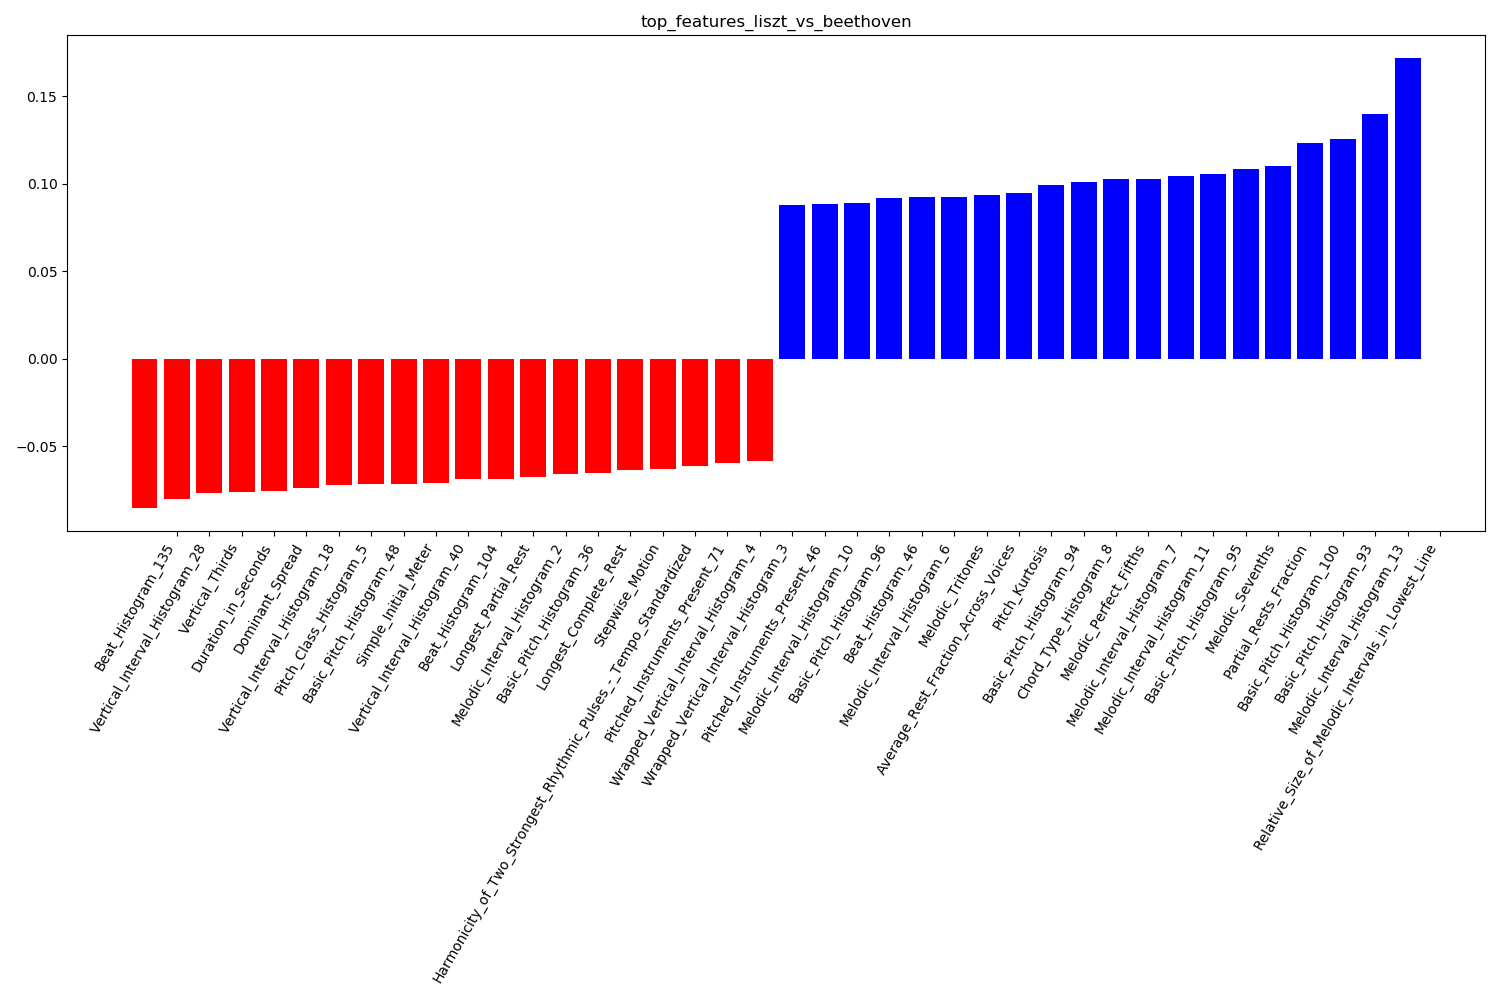 top_features_liszt_vs_beethoven
0.15
0.10
0.05
0.00
−0.05
Beat_Histogram_135
Vertical_Interval_Histogram_28
Vertical_Thirds
Duration_in_Seconds
Dominant_Spread
Vertical_Interval_Histogram_18
Pitch_Class_Histogram_5
Basic_Pitch_Histogram_48
Simple_Initial_Meter
Vertical_Interval_Histogram_40
Beat_Histogram_104
Longest_Partial_Rest
Melodic_Interval_Histogram_2
Basic_Pitch_Histogram_36
Longest_Complete_Rest
Stepwise_Motion
Harmonicity_of_Two_Strongest_Rhythmic_Pulses_-_Tempo_Standardized
Pitched_Instruments_Present_71
Wrapped_Vertical_Interval_Histogram_4
Wrapped_Vertical_Interval_Histogram_3
Pitched_Instruments_Present_46
Melodic_Interval_Histogram_10
Basic_Pitch_Histogram_96
Beat_Histogram_46
Melodic_Interval_Histogram_6
Melodic_Tritones
Average_Rest_Fraction_Across_Voices
Pitch_Kurtosis
Basic_Pitch_Histogram_94
Chord_Type_Histogram_8
Melodic_Perfect_Fifths
Melodic_Interval_Histogram_7
Melodic_Interval_Histogram_11
Basic_Pitch_Histogram_95
Melodic_Sevenths
Partial_Rests_Fraction
Basic_Pitch_Histogram_100
Basic_Pitch_Histogram_93
Melodic_Interval_Histogram_13
Relative_Size_of_Melodic_Intervals_in_Lowest_Line